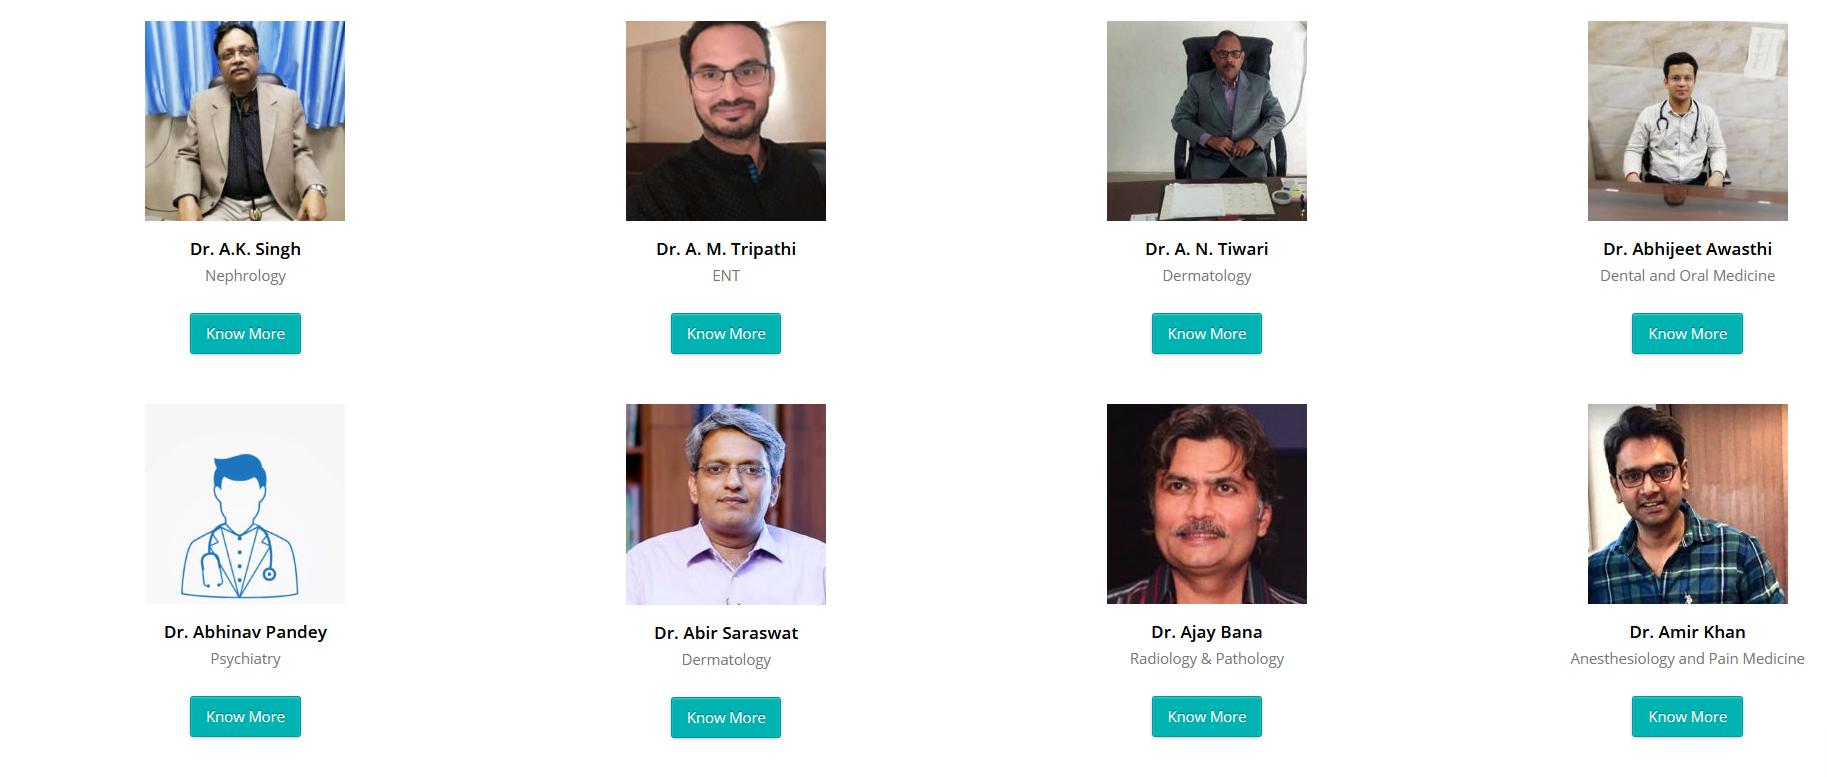 Dr. A.K. Singh
Nephrology
Know More
Dr. A. M. Tripathi
ENT
Know More
Dr. A. N. Tiwari
Dermatology
Know More
Dr. Abhijeet Awasthi
Dental and Oral Medicine
Know More
Dr. Abhinav Pandey
Psychiatry
Know More
Dr. Abir Saraswat
Dermatology
Know More
Dr. Ajay Bana
Radiology & Pathology
Know More
Dr. Amir Khan
Anesthesiology and Pain Medicine
Know More